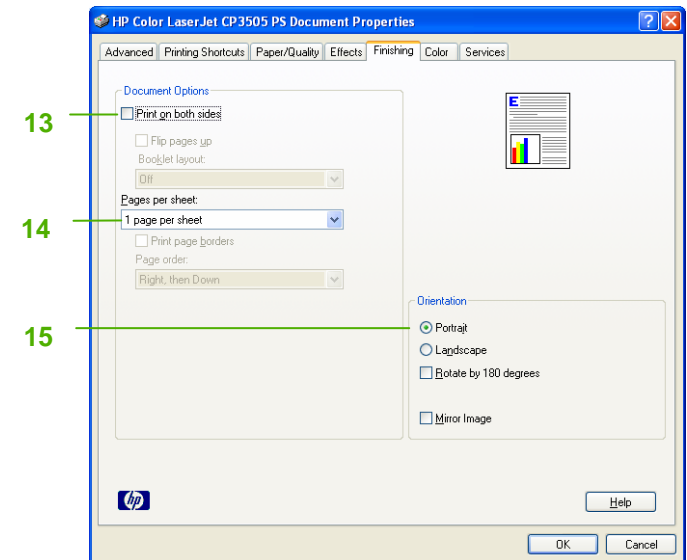 HP Color LaserJet CP3505 PS Document Properties
Advanced Printing Shortcuts Paper/Quality Effects Finishing Color Services
Document Options
13
Print on both sides
Flip pages up
Booklet layout:
Off
Pages per sheet:
14
1 page per sheet
Print page borders
Page order:
Right, then Down
E
Orientation
15
Portrait
Landscape
Rotate by 180 degrees
Mirror Image
hp
Help
OK Cancel